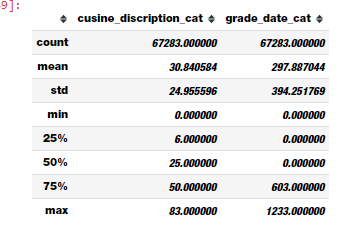 9]:
cusine_discription_cat grade_date_cat
count 67283.000000 67283.000000
mean 30.840584 297.887044
std 24.955596 394.251769
min 0.000000 0.000000
25% 6.000000 0.000000
50% 25.000000 0.000000
75% 50.000000 603.000000
max 83.000000 1233.000000